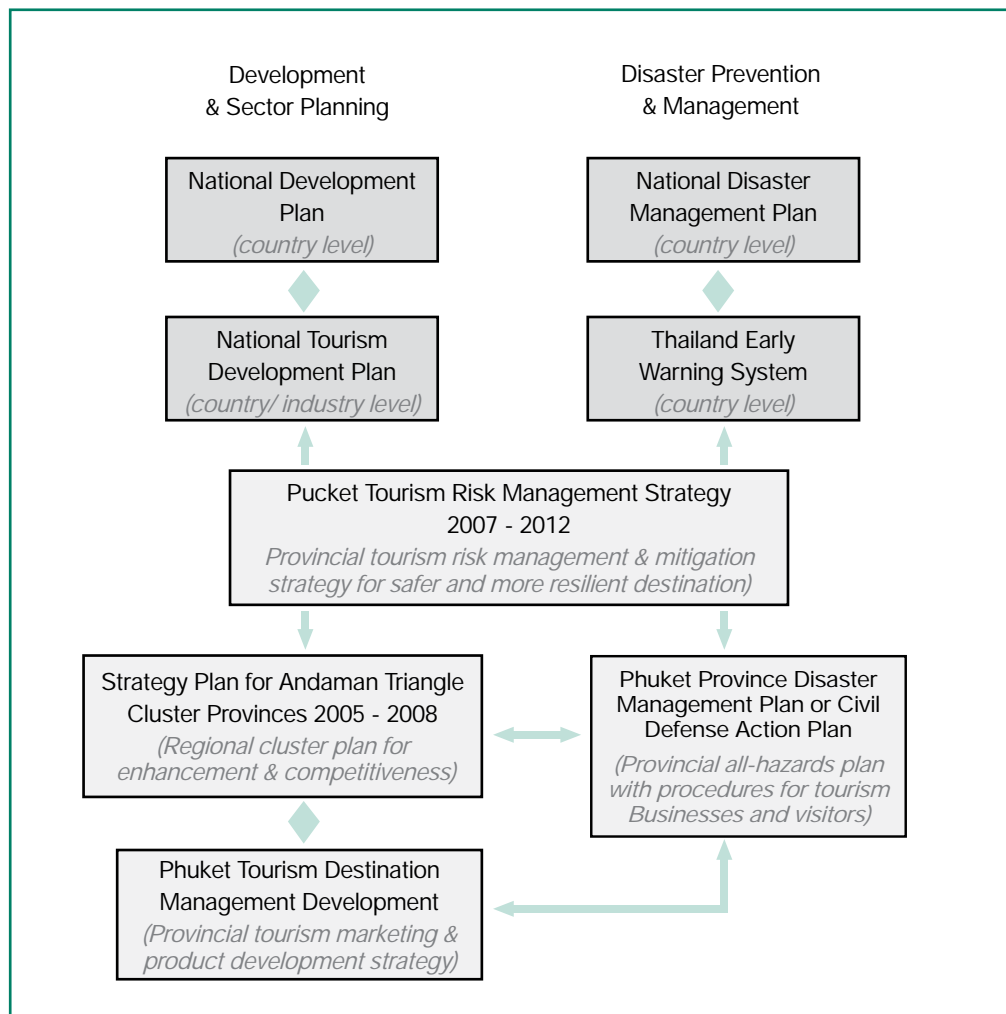 Development
& Sector Planning
Disaster Prevention
& Management
National Development
Plan
(country level)
National Disaster
Management Plan
(country level)
National Tourism
Development Plan
(country/ industry level)
Thailand Early
Warning System
(country level)
Pucket Tourism Risk Management Strategy
2007 - 2012
Provincial tourism risk management & mitigation
strategy for safer and more resilient destination)
Strategy Plan for Andaman Triangle
Cluster Provinces 2005 - 2008
(Regional cluster plan for
enhancement & competitiveness)
Phuket Province Disaster
Management Plan or Civil
Defense Action Plan
(Provincial all-hazards plan
with procedures for tourism
Businesses and visitors)
Phuket Tourism Destination
Management Development
(Provincial tourism marketing &
product development strategy)